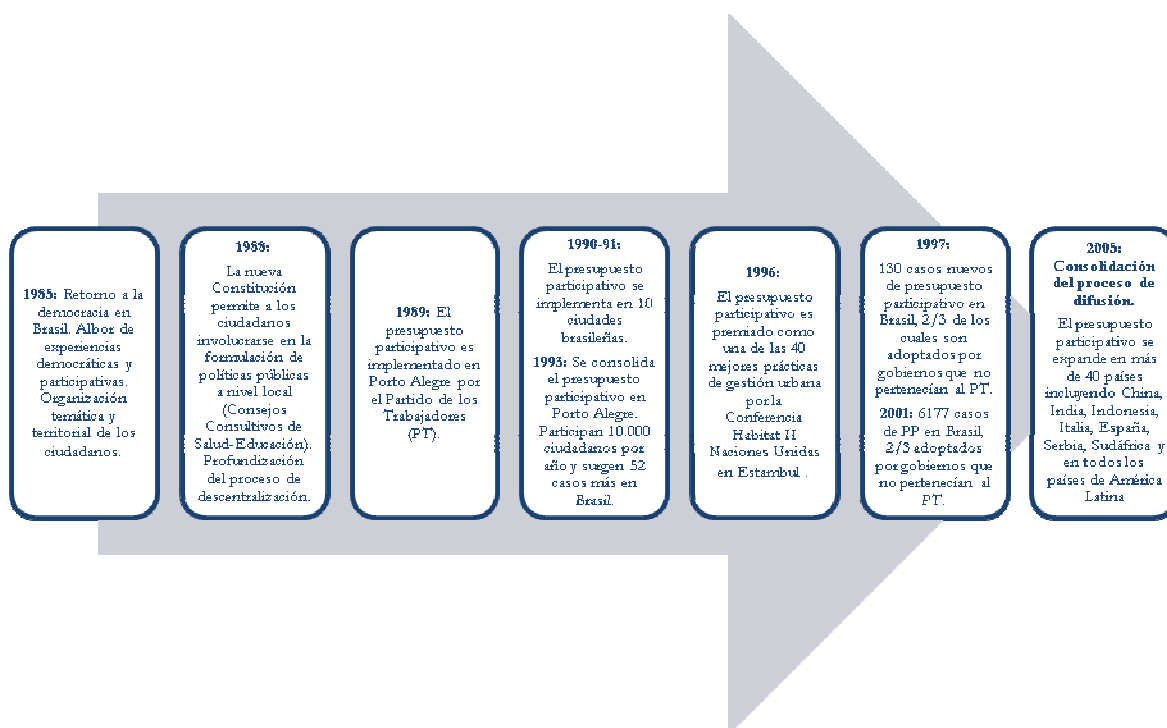 1985: Retorno a la
democracia en
Brasil. Albor de
experiencias
democráticas y
participativas.
Organización
temática y
territorial de los
ciudadanos.
1988:
La nueva
Constitución
permite a los
ciudadanos
involucrarse en la
formulación de
políticas públicas
a nivel local
(Consejos
Consultivos de
Salud-Educación).
Profundización
del proceso de
descentralización.
1989: El
presupuesto
participativo es
implementado en
Porto Alegre por
el Partido de los
Trabajadores
(PT).
1990-91:
El presupuesto
participativo se
implementa en 10
ciudades
brasileñas.
1993: Se consolida
el presupuesto
participativo en
Porto Alegre.
Participan 10.000
ciudadanos por
año y surgen 52
casos más en
Brasil.
1996:
El presupuesto
participativo es
premiado como
una de las 40
mejores prácticas
de gestión urbana
por la
Conferencia
Habitat II
Naciones Unidas
en Estambul .
1997:
130 casos nuevos
de presupuesto
participativo en
Brasil, 2/3 de los
cuales son
adoptados por
gobiernos que no
pertenecían al PT.
2001: 6177 casos
de PP en Brasil,
2/3 adoptados
por gobiernos que
no pertenecían al
PT.
2005:
Consolidación
del proceso de
difusión.
El presupuesto
participativo se
expande en más
de 40 países
incluyendo China,
India, Indonesia,
Italia, España,
Serbia, Sudáfrica y
en todos los
países de América
Latina